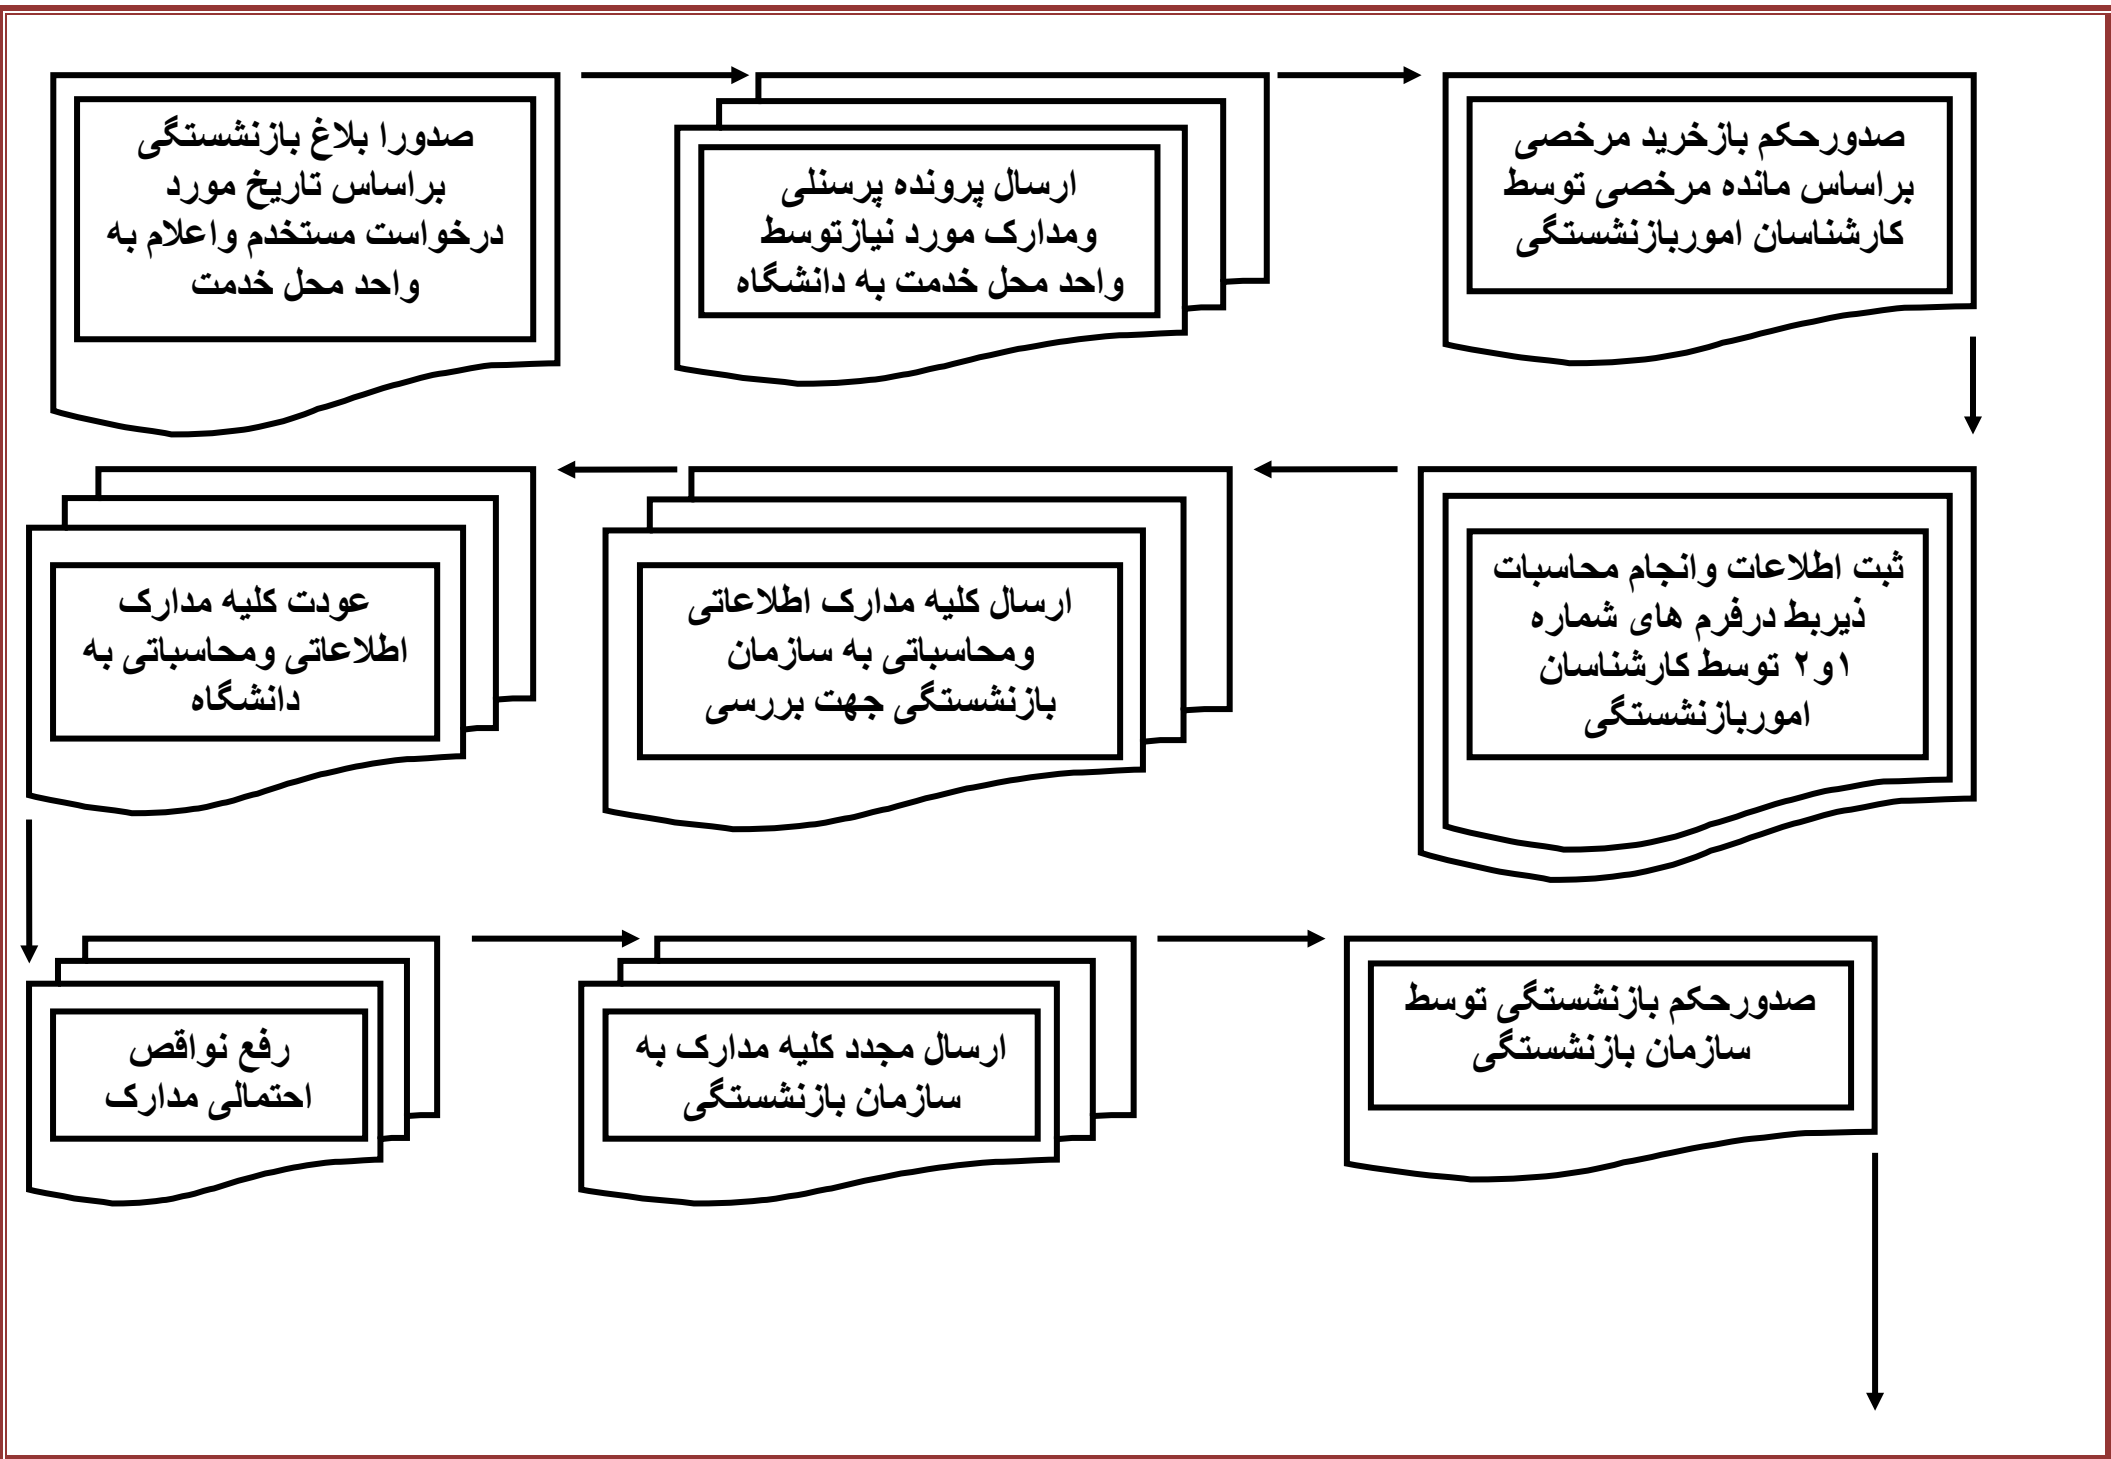 صدورا بلاغ بازنشستگی
براساس تاریخ مورد
درخواست مستخدم واعلام به
واحد محل خدمت
ارسال پرونده پرسنلی
ومدارک مورد نیازتوسط
واحد محل خدمت به دانشگاه
صدورحکم بازخرید مرخصی
براساس مانده مرخصی توسط
کارشناسان اموربازنشستگی
ثبت اطلاعات وانجام محاسبات
ذیربط درفرم های شماره
۱و۲ توسط کارشناسان
اموربازنشستگی
ارسال کلیه مدارک اطلاعاتی
ومحاسباتی به سازمان
بازنشستگی جهت بررسی
عودت کلیه مدارک
اطلاعاتی ومحاسباتی به
دانشگاه
رفع نواقص
احتمالی مدارک
ارسال مجدد کلیه مدارک به
سازمان بازنشستگی
صدورحکم بازنشستگی توسط
سازمان بازنشستگی